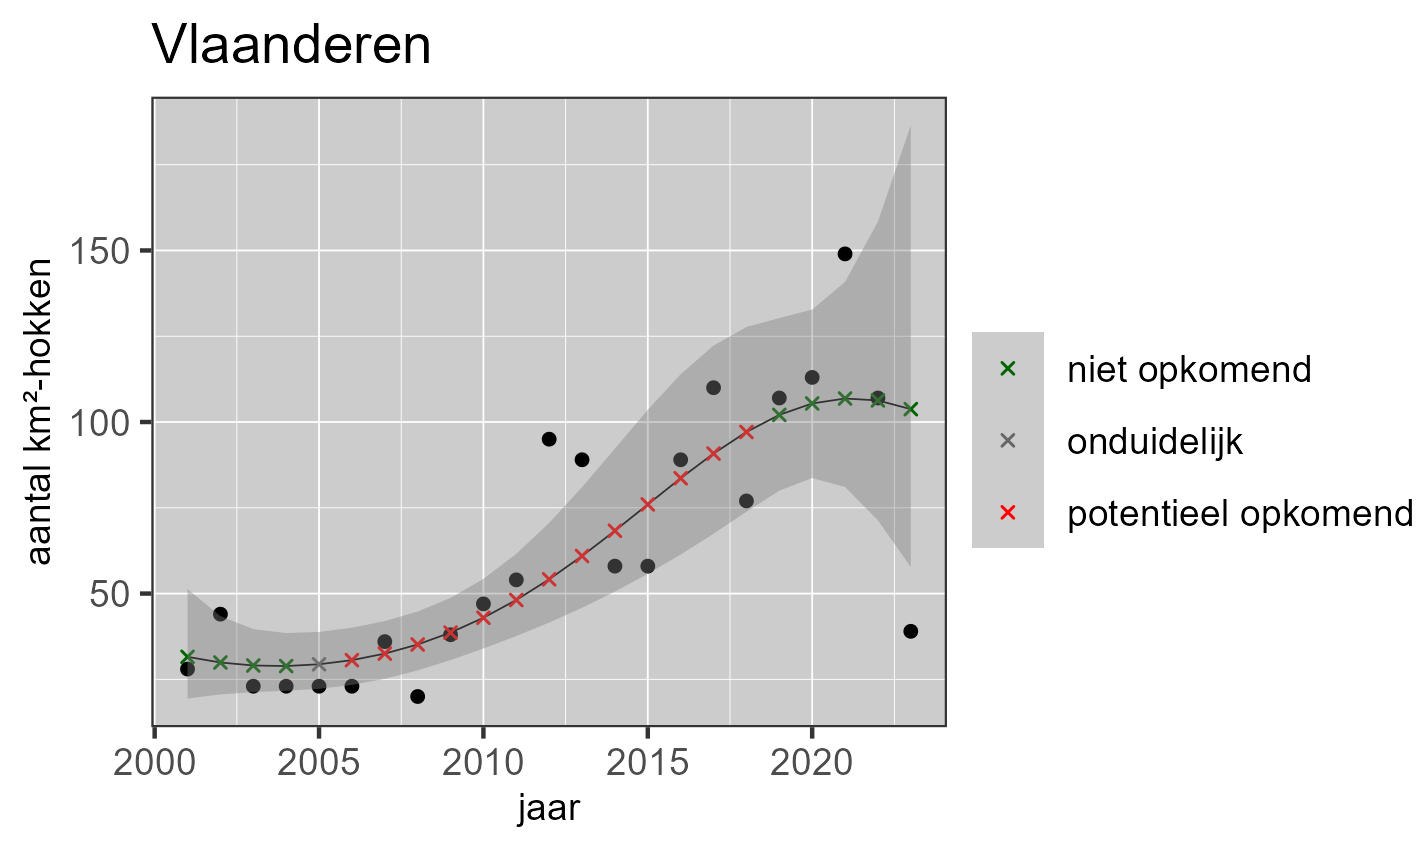 Vlaanderen
aantal km²-hokken
150
100
50
2000 2005 2010 2015 2020
jaar
niet opkomend
onduidelijk
potentieel opkomend